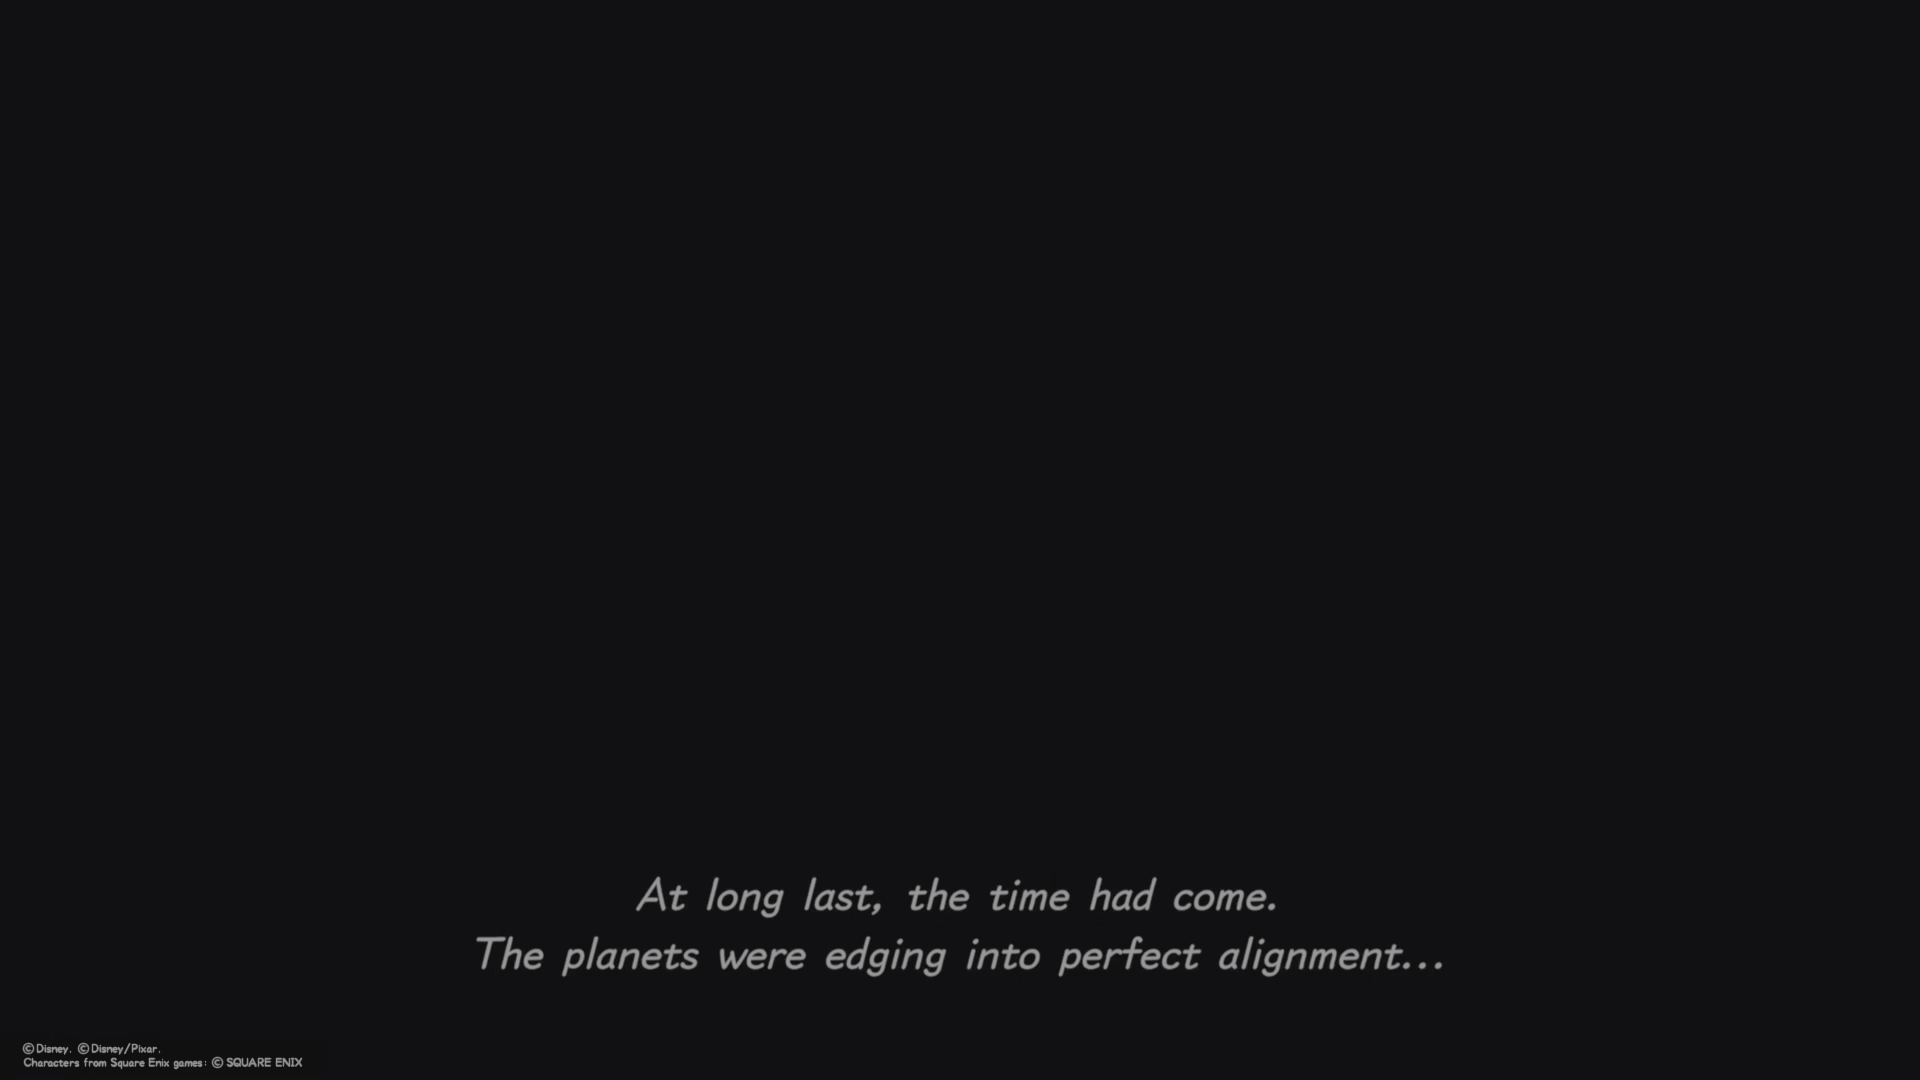 At long last, the time had come.
The planets were edging into perfect alignment...
©Disney. ©Disney/Pixar.
Characters from Square Enix games: © SQUARE ENIX